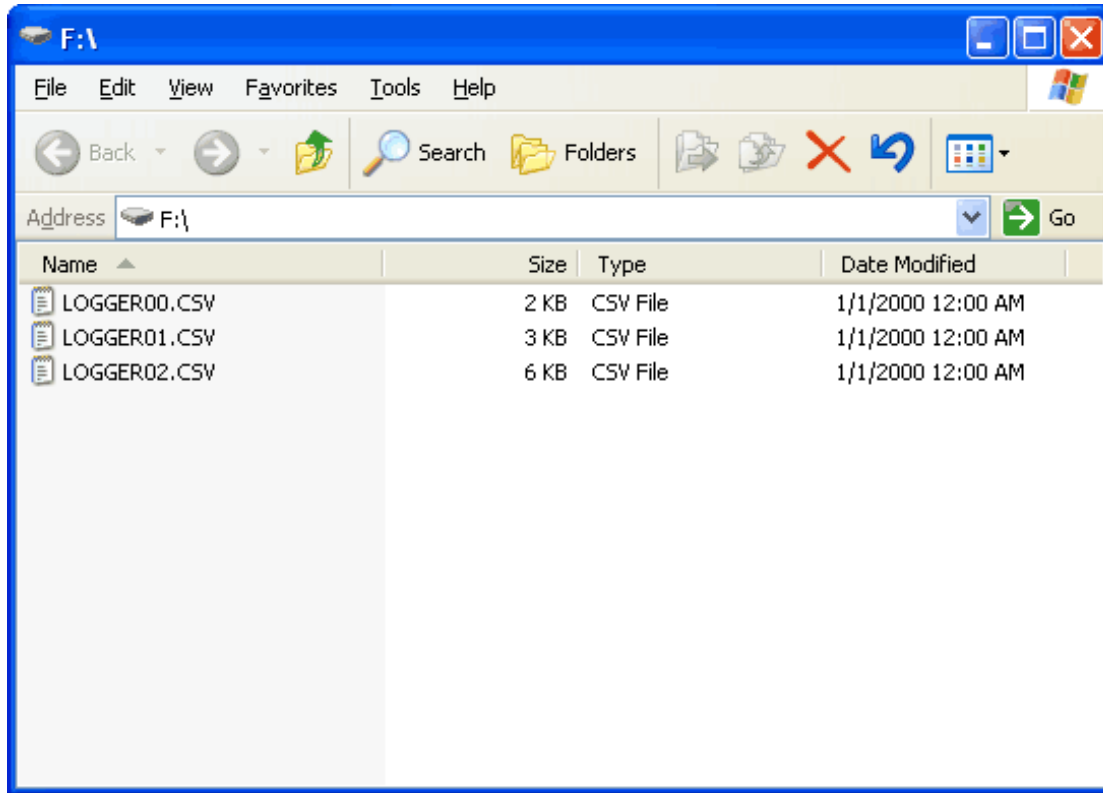 F:\
File Edit View Favorites Tools Help
Back Search Folders
Address F:\ Go
Name Size Type Date Modified
LOGGER00.CSV 2 KB CSV File 1/1/2000 12:00 AM
LOGGER01.CSV 3 KB CSV File 1/1/2000 12:00 AM
LOGGER02.CSV 6 KB CSV File 1/1/2000 12:00 AM